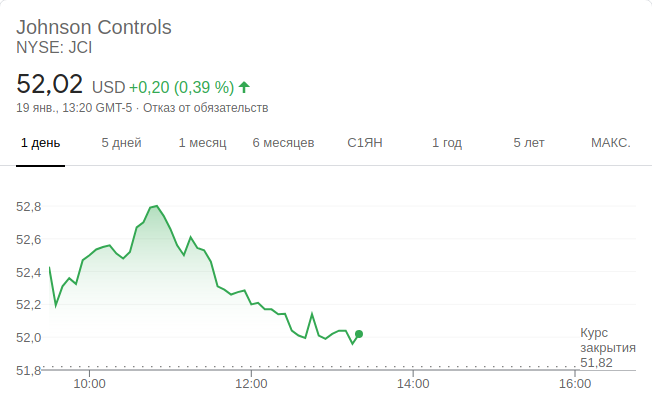 Johnson Controls
NYSE: JCI
52,02 USD +0,20 (0,39 %)
19 янв., 13:20 GMT-5 · Отказ от обязательств
1 день 5 дней 1 месяц 6 месяцев С1ЯН 1 год 5 лет МАКС.
52,8
52,6
52,4
52,2
52,0
51,8
Курс
закрытия
51,82
10:00 12:00 14:00 16:00